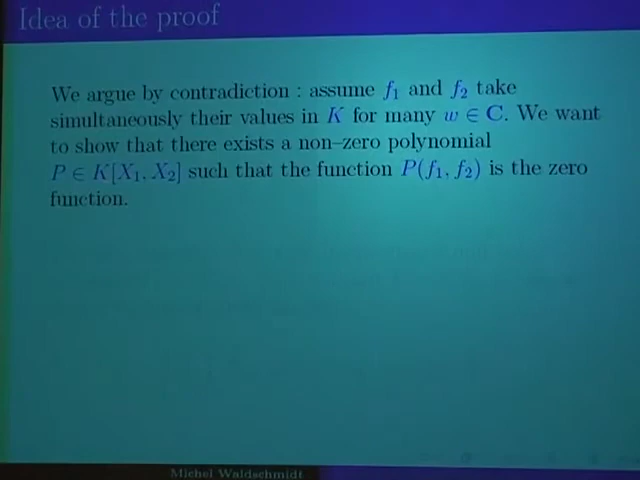 Idea of the proof
We argue by contradiction : assume f₁ and f₂ take
simultaneously their values in K for many w ∈ C. We want
to show that there exists a non–zero polynomial
P ∈ K[X₁, X₂] such that the function P(f₁, f₂) is the zero
function.
Michel Waldschmidt